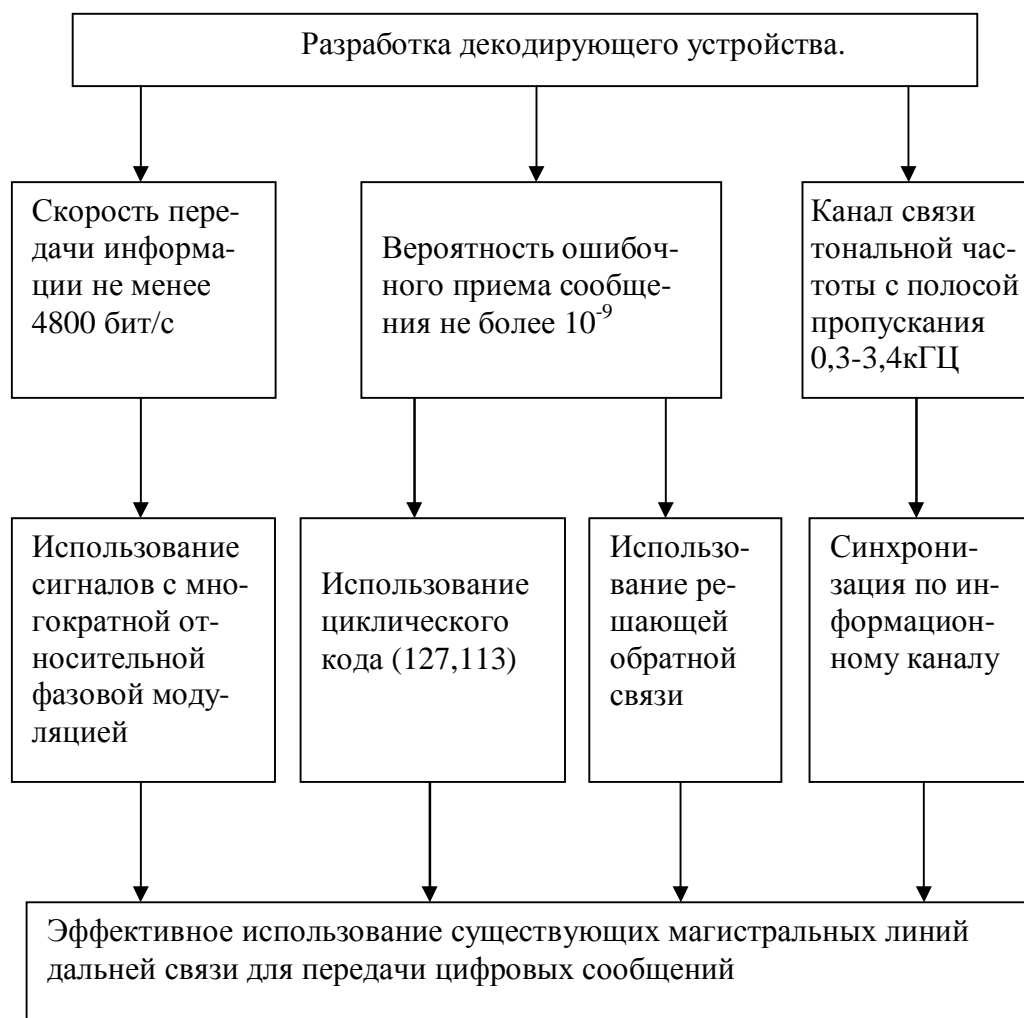 Разработка декодирующего устройства.
Скорость пере-
дачи информа-
ции не менее
4800 бит/с
Вероятность ошибоч-
ного приема сообще-
ния не более 10⁻⁹
Канал связи
тональной час-
тоты с полосой
пропускания
0,3-3,4кГЦ
Использование
сигналов с мно-
гократной от-
носительной
фазовой моду-
ляцией
Использование
циклического
кода (127,113)
Использо-
вание ре-
шающей
обратной
связи
Синхрони-
зация по ин-
формацион-
ному каналу
Эффективное использование существующих магистральных линий
дальней связи для передачи цифровых сообщений